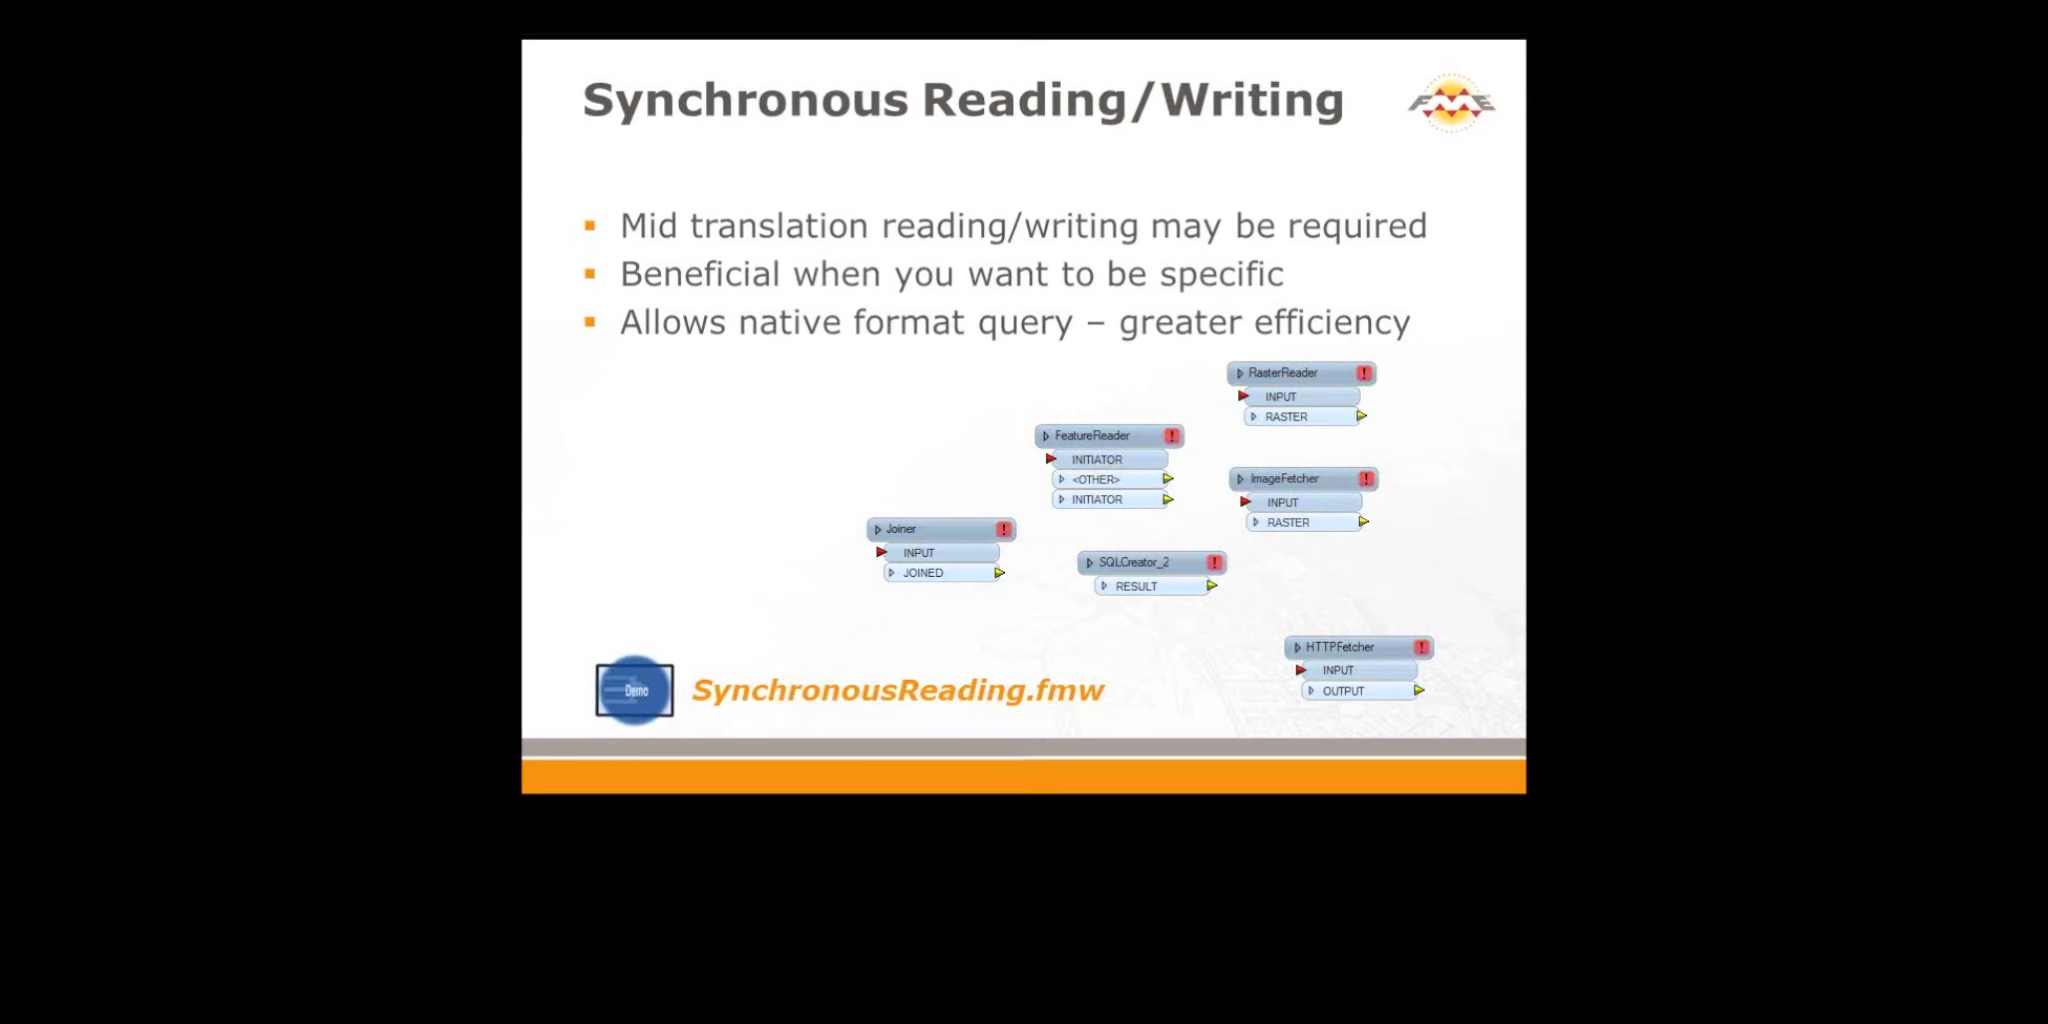 Synchronous Reading/Writing
FME
Mid translation reading/writing may be required
Beneficial when you want to be specific
Allows native format query – greater efficiency
RasterReader !
INPUT
RASTER
FeatureReader !
INITIATOR
<OTHER>
INITIATOR
ImageFetcher !
INPUT
RASTER
Joiner !
INPUT
JOINED
SQLCreator_2 !
RESULT
HTTPFetcher !
INPUT
OUTPUT
Demo
SynchronousReading.fmw